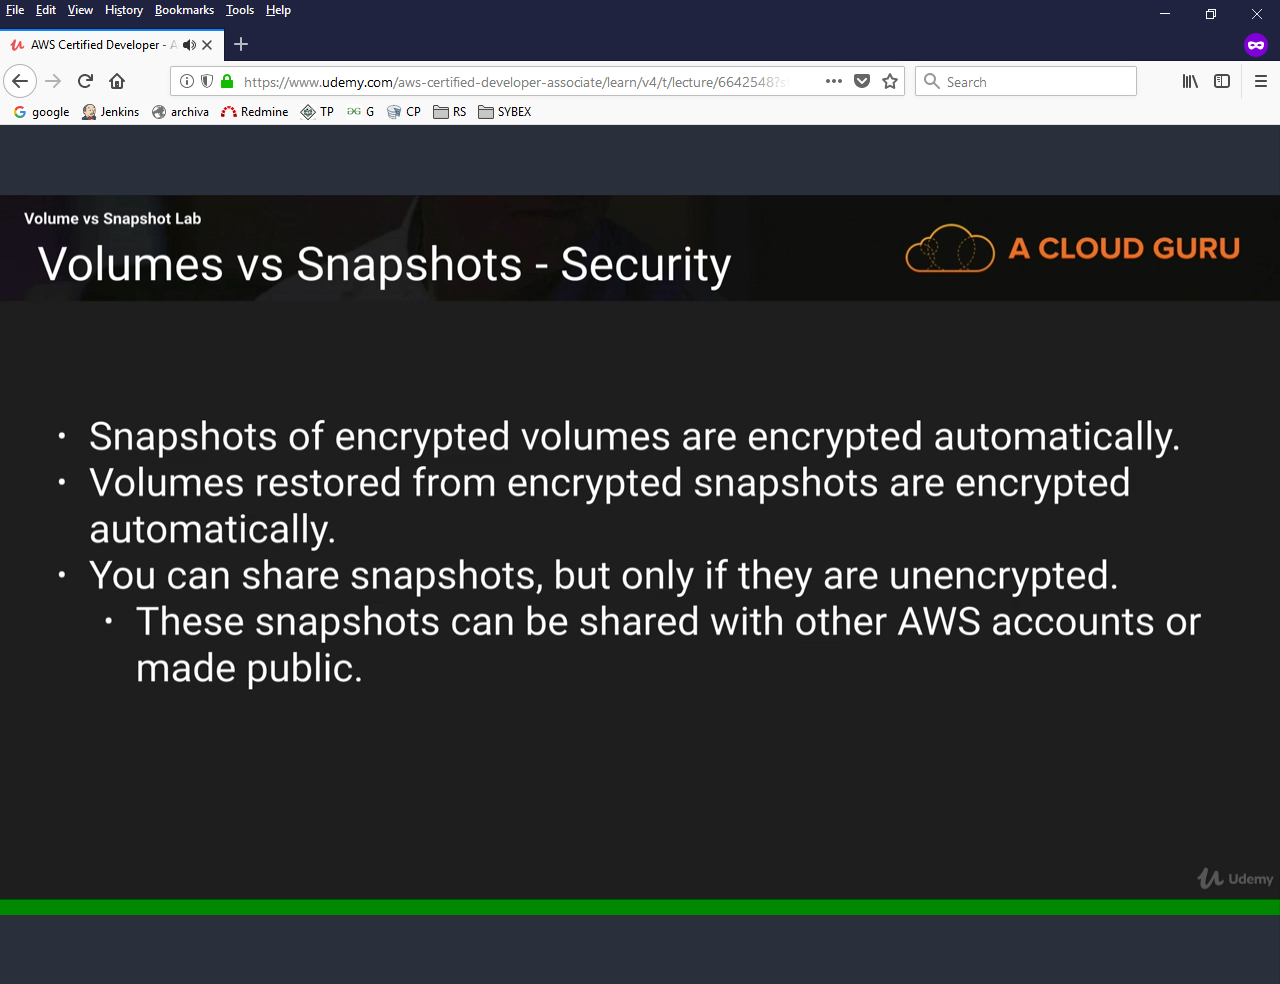 File Edit View History Bookmarks Tools Help
AWS Certified Developer - A
https://www.udemy.com/aws-certified-developer-associate/learn/v4/t/lecture/6642548?s
Search
google Jenkins archiva Redmine TP G CP RS SYBEX
Volume vs Snapshot Lab
Volumes vs Snapshots - Security
A CLOUD GURU
• Snapshots of encrypted volumes are encrypted automatically.
• Volumes restored from encrypted snapshots are encrypted
automatically.
• You can share snapshots, but only if they are unencrypted.
• These snapshots can be shared with other AWS accounts or
made public.
Udemy